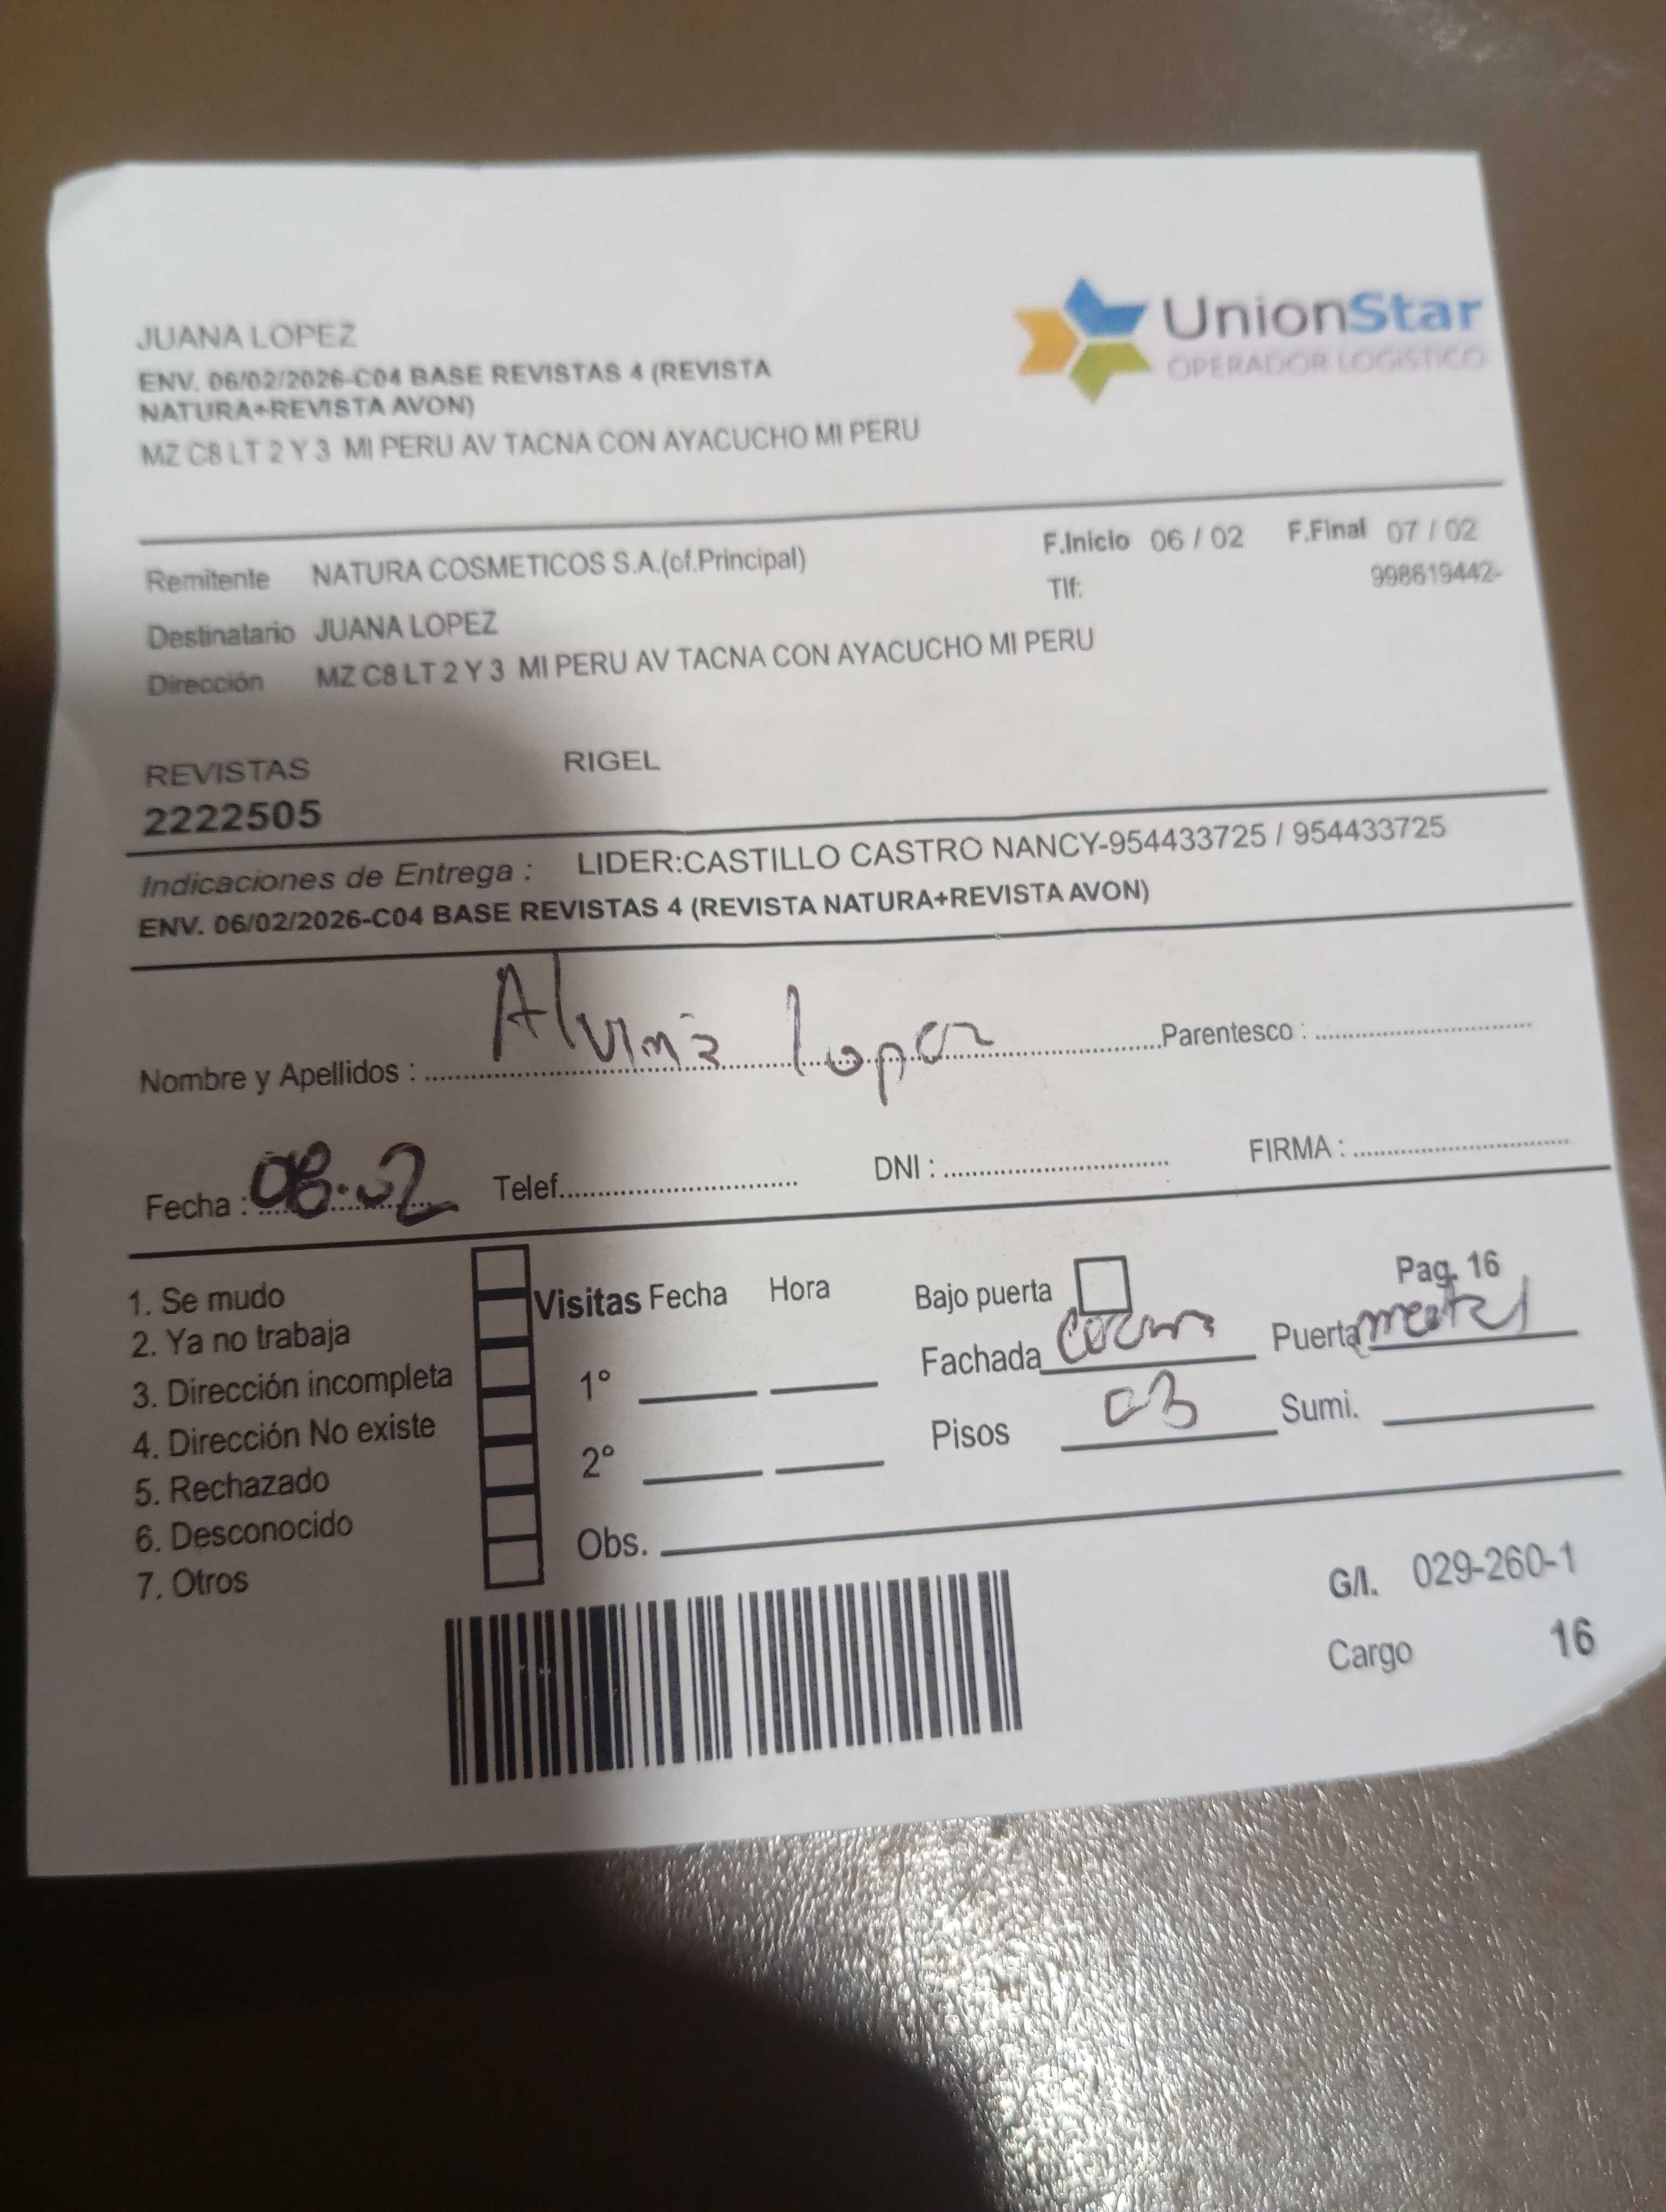 JUANA LOPEZ
ENV. 06/02/2026-C04 BASE REVISTAS 4 (REVISTA
NATURA+REVISTA AVON)
MZ C8 LT 2 Y 3 MI PERU AV TACNA CON AYACUCHO MI PERU
UnionStar
OPERADOR LOGISTICO
Remitente NATURA COSMETICOS S.A.(of.Principal)
F.Inicio 06 / 02 F.Final 07 / 02
Tlf: 998619442-
Destinatario JUANA LOPEZ
Dirección MZ C8 LT 2 Y 3 MI PERU AV TACNA CON AYACUCHO MI PERU
REVISTAS RIGEL
2222505
Indicaciones de Entrega : LIDER:CASTILLO CASTRO NANCY-954433725 / 954433725
ENV. 06/02/2026-C04 BASE REVISTAS 4 (REVISTA NATURA+REVISTA AVON)
Nombre y Apellidos : Alvina Lopez Parentesco :
Fecha : 08.02 Telef. DNI : FIRMA :
Pag. 16
1. Se mudo
2. Ya no trabaja
3. Dirección incompleta
4. Dirección No existe
5. Rechazado
6. Desconocido
7. Otros
Visitas Fecha Hora
1°
2°
Obs.
Bajo puerta
Fachada Puerta
Pisos 03 Sumi.
G/I. 029-260-1
Cargo 16